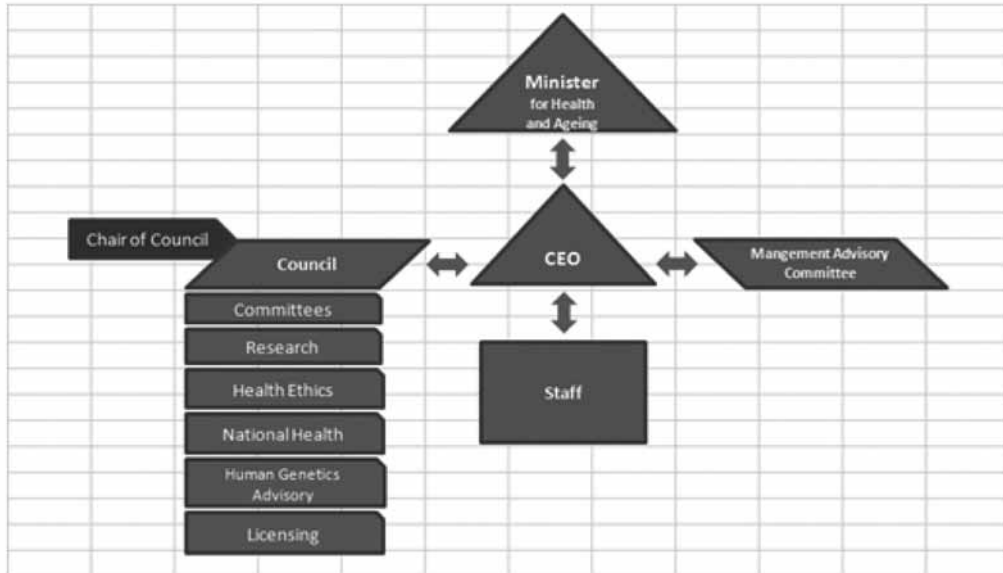 Minister
for Health
and Ageing
Chair of Council
Council
CEO
Mangement Advisory
Committee
Committees
Research
Health Ethics
National Health
Human Genetics
Advisory
Licensing
Staff